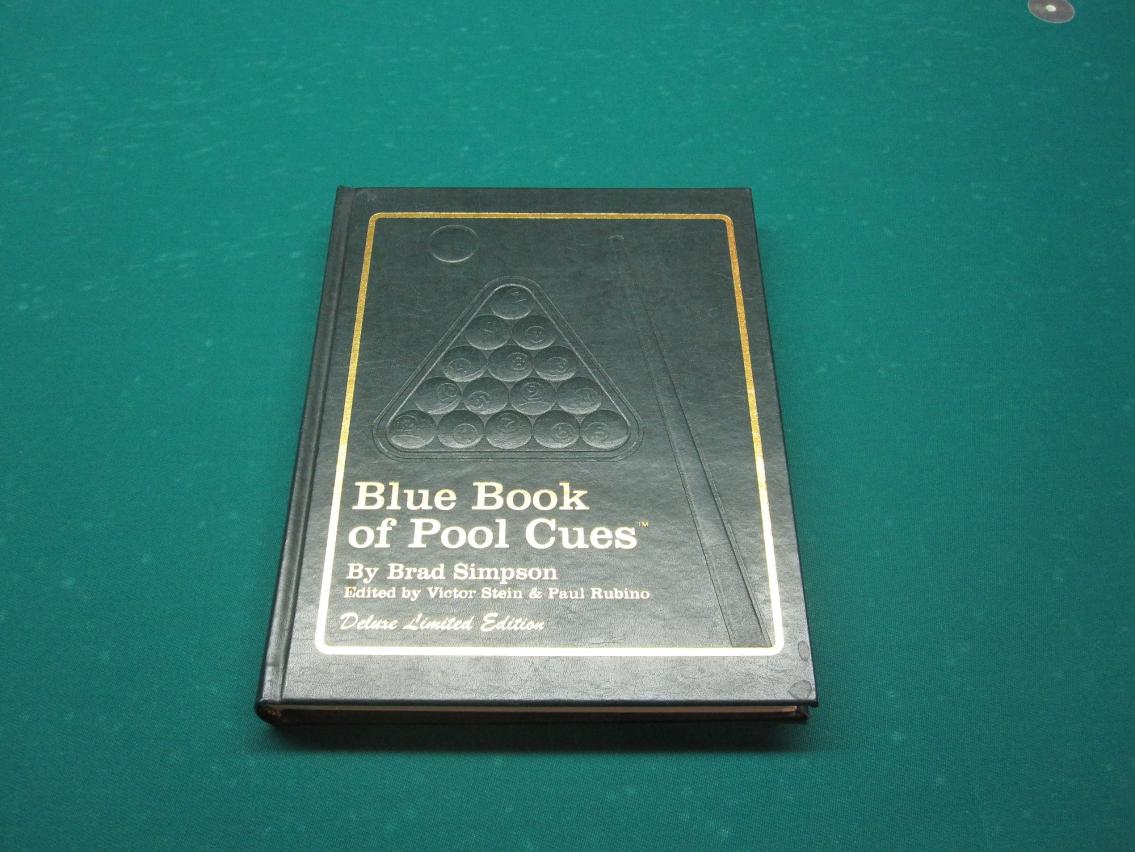 Blue Book
of Pool Cues™
By Brad Simpson
Edited by Victor Stein & Paul Rubino
Deluxe Limited Edition